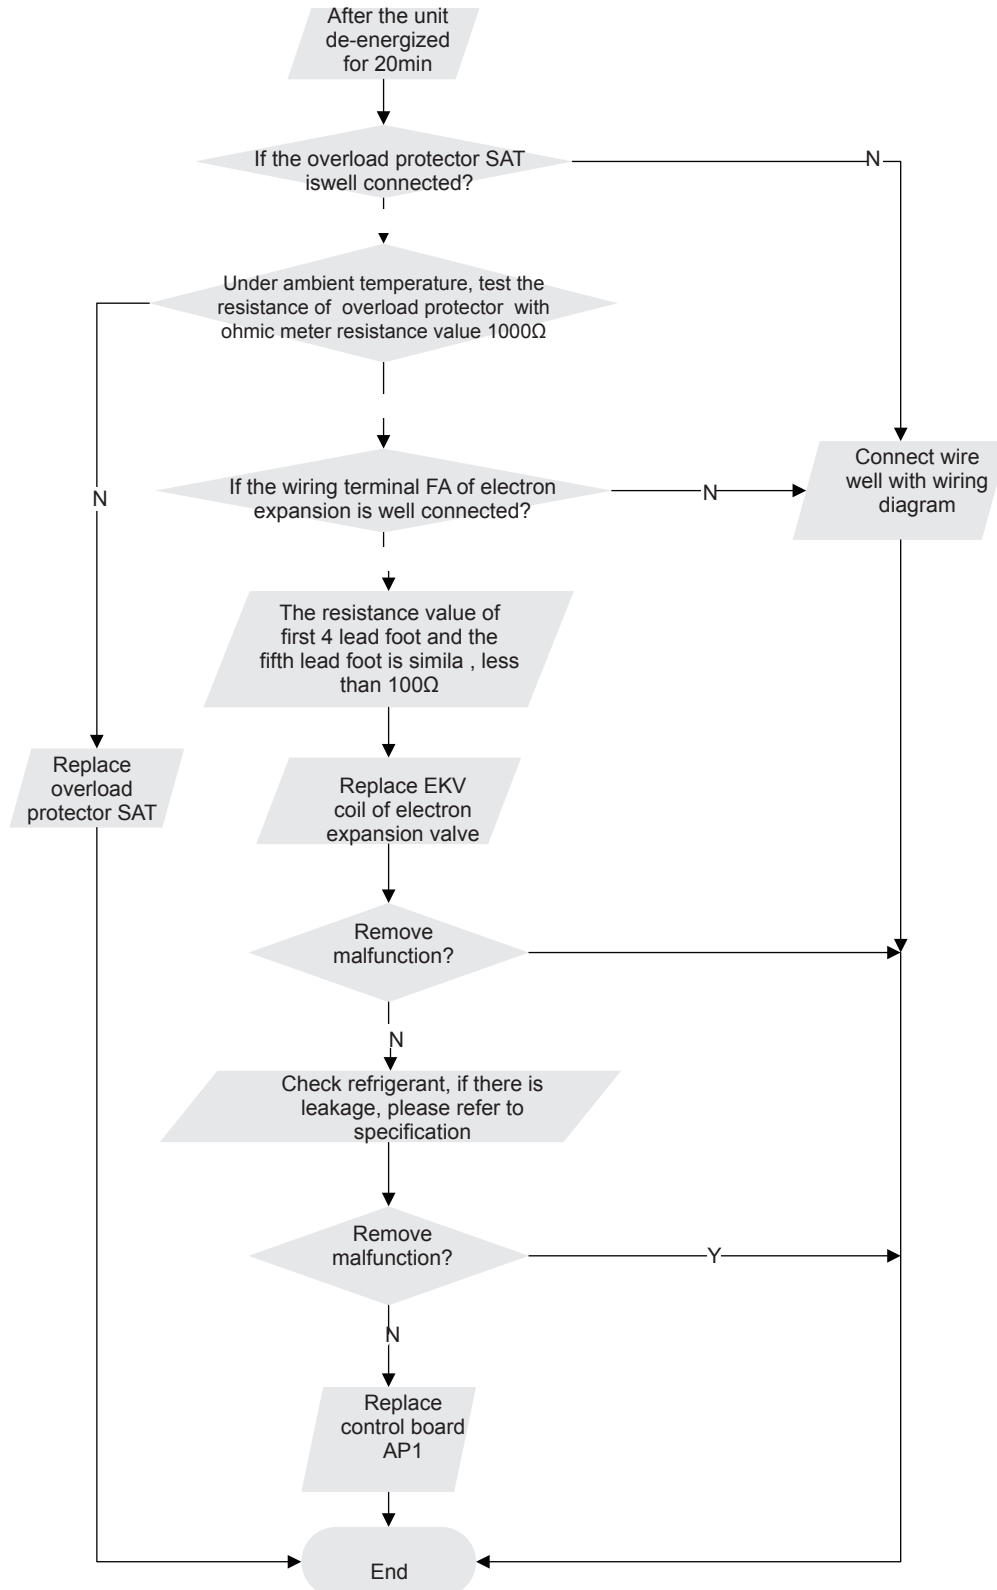 After the unit
de-energized
for 20min
If the overload protector SAT
iswell connected?
N
Under ambient temperature, test the
resistance of overload protector with
ohmic meter resistance value 1000Ω
N
If the wiring terminal FA of electron
expansion is well connected?
N
Connect wire
well with wiring
diagram
The resistance value of
first 4 lead foot and the
fifth lead foot is simila , less
than 100Ω
Replace
overload
protector SAT
Replace EKV
coil of electron
expansion valve
Remove
malfunction?
N
Check refrigerant, if there is
leakage, please refer to
specification
Remove
malfunction?
Y
N
Replace
control board
AP1
End